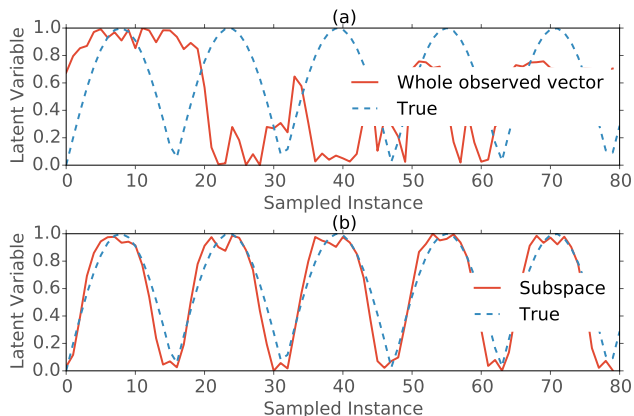 (a)
1.0
0.8
0.6
0.4
0.2
0.0
Latent Variable
Whole observed vector
True
0 10 20 30 40 50 60 70 80
Sampled Instance
(b)
1.0
0.8
0.6
0.4
0.2
0.0
Latent Variable
Subspace
True
0 10 20 30 40 50 60 70 80
Sampled Instance